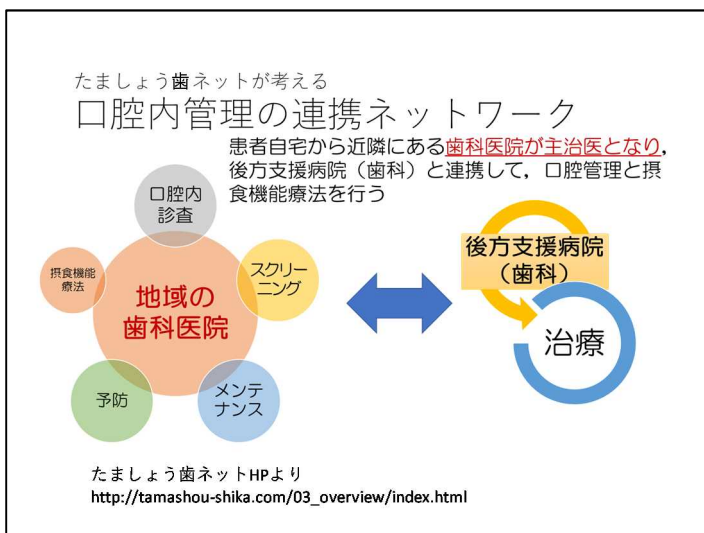 たましょう歯ネットが考える
口腔内管理の連携ネットワーク
患者自宅から近隣にある歯科医院が主治医となり,
後方支援病院（歯科）と連携して，口腔管理と摂
食機能療法を行う
口腔内
診査
摂食機能
療法
スクリー
ニング
地域の
歯科医院
予防
メンテ
ナンス
後方支援病院
（歯科）
治療
たましょう歯ネットHPより
http://tamashou-shika.com/03_overview/index.html